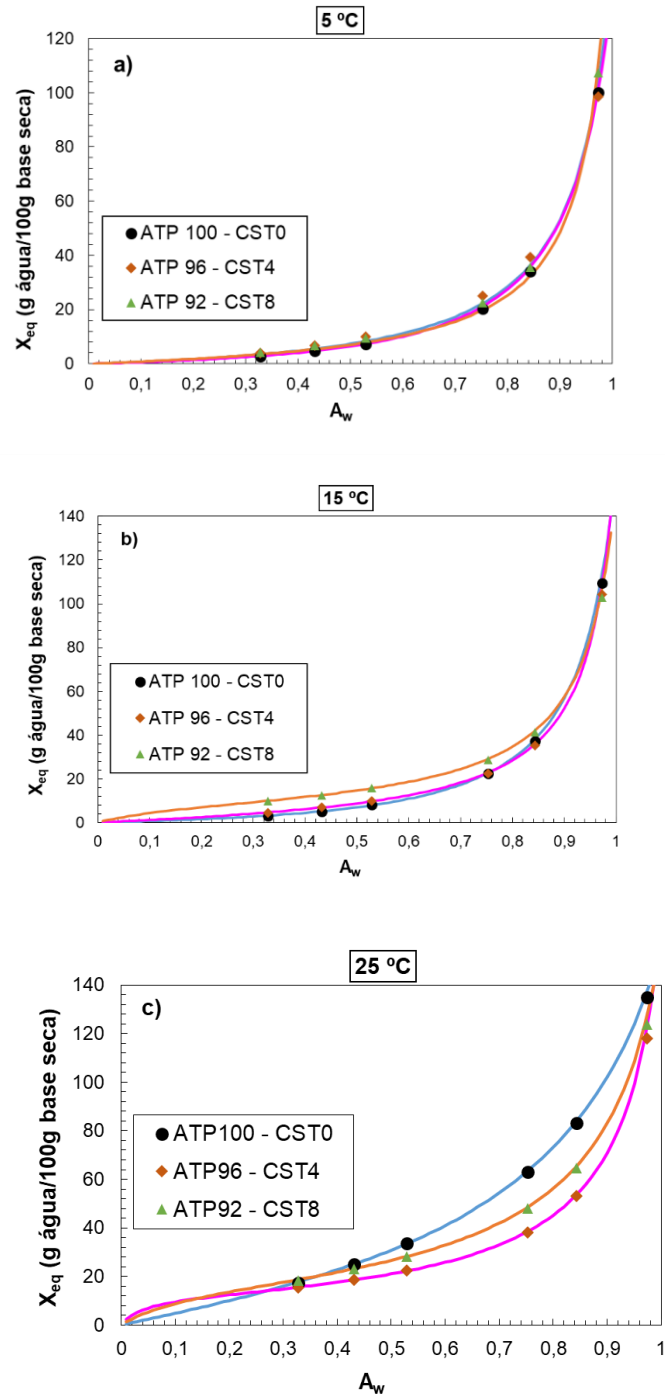 5 ºC
a)
120
100
80
60
40
20
0
X_eq (g água/100g base seca)
ATP 100 - CST0
ATP 96 - CST4
ATP 92 - CST8
0 0,1 0,2 0,3 0,4 0,5 0,6 0,7 0,8 0,9 1
A_w
15 ºC
b)
140
120
100
80
60
40
20
0
X_eq (g água/100g base seca)
ATP 100 - CST0
ATP 96 - CST4
ATP 92 - CST8
0 0,1 0,2 0,3 0,4 0,5 0,6 0,7 0,8 0,9 1
A_w
25 ºC
c)
140
120
100
80
60
40
20
0
X_eq (g água/100g base seca)
ATP100 - CST0
ATP96 - CST4
ATP92 - CST8
0 0,1 0,2 0,3 0,4 0,5 0,6 0,7 0,8 0,9 1
A_w